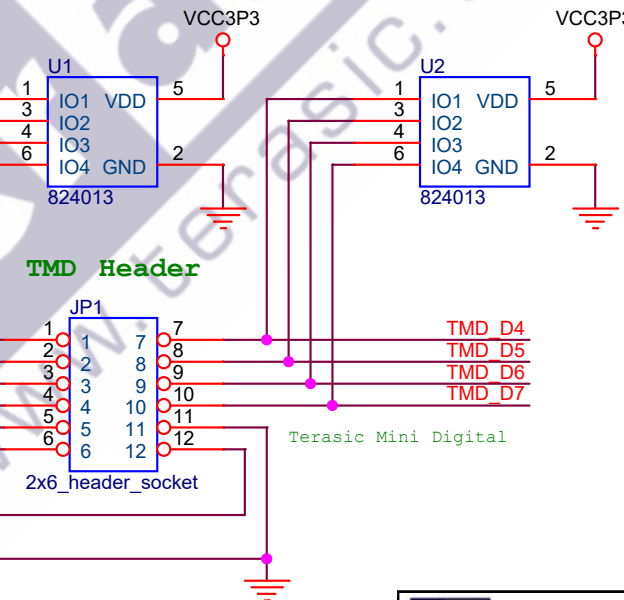 VCC3P3
VCC3P3
U1
U2
1 IO1 VDD 5
3 IO2
4 IO3
6 IO4 GND 2
824013
1 IO1 VDD 5
3 IO2
4 IO3
6 IO4 GND 2
824013
www.terasic.
TMD Header
JP1
1 1 7 7
2 2 8 8
3 3 9 9
4 4 10 10
5 5 11 11
6 6 12 12
2x6_header_socket
TMD_D4
TMD_D5
TMD_D6
TMD_D7
Terasic Mini Digital